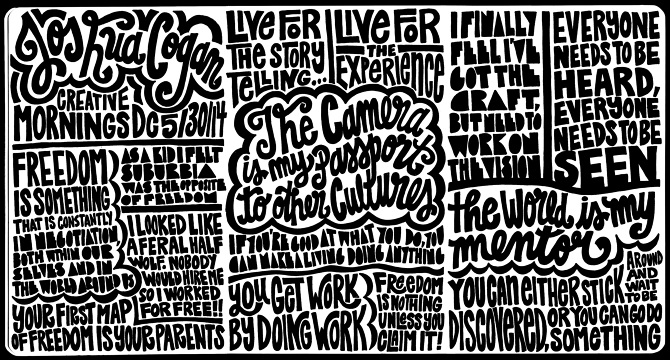 Joshua Cogan
CREATIVE
MORNINGS DC 5/30/14
FREEDOM
IS SOMETHING
THAT IS CONSTANTLY
IN NEGOTIATION
BOTH WITHIN OUR
SELVES AND IN
THE WORLD AROUND US
AS A KID I FELT
SUBURBIA
WAS THE OPPOSITE
OF FREEDOM
I LOOKED LIKE
A FERAL HALF
WOLF. NOBODY
WOULD HIRE ME
SO I WORKED
FOR FREE!!
YOUR FIRST MAP
OF FREEDOM IS YOUR PARENTS
LIVE FOR
THE STORY
TELLING...
LIVE FOR
THE
EXPERIENCE
The Camera
is my Passport
to other Cultures
IF YOU'RE GOOD AT WHAT YOU DO, YOU
CAN MAKE A LIVING DOING ANYTHING
YOU GET WORK
BY DOING WORK
FREEDOM
IS NOTHING
UNLESS YOU
CLAIM IT!
I FINALLY
FEEL I'VE
GOT THE
CRAFT,
BUT NEED TO
WORK ON
THE VISION
EVERYONE
NEEDS TO BE
HEARD,
EVERYONE
NEEDS TO BE
SEEN
the World is my
mentor
YOU CAN EITHER STICK
AROUND
AND
WAIT
TO BE
DISCOVERED, OR YOU CAN GO DO
SOMETHING